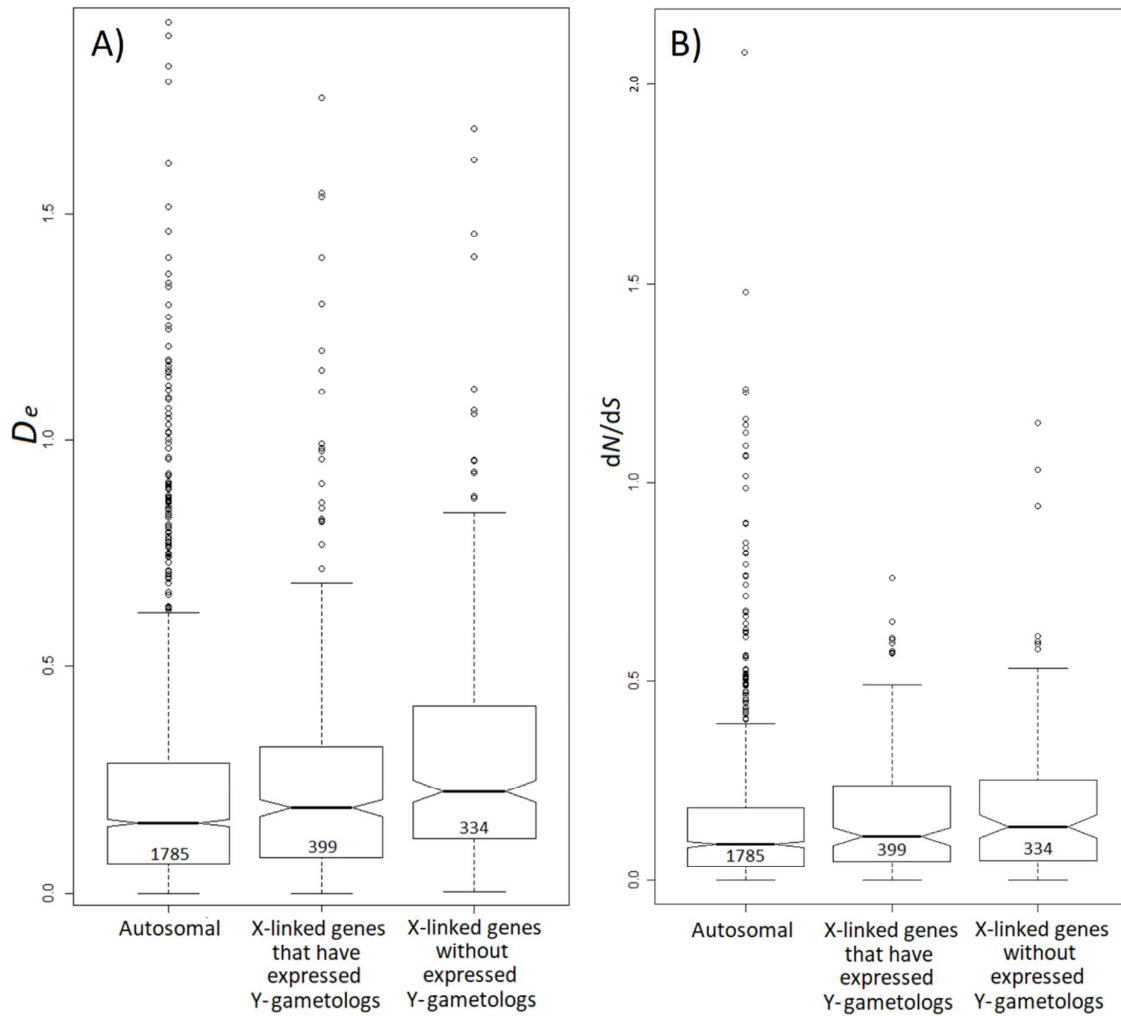 A)
B)
De
1.5
1.0
0.5
0.0
1785
399
334
Autosomal
X-linked genes
that have
expressed
Y-gametologs
X-linked genes
without
expressed
Y-gametologs
dN/dS
2.0
1.5
1.0
0.5
0.0
1785
399
334
Autosomal
X-linked genes
that have
expressed
Y-gametologs
X-linked genes
without
expressed
Y-gametologs